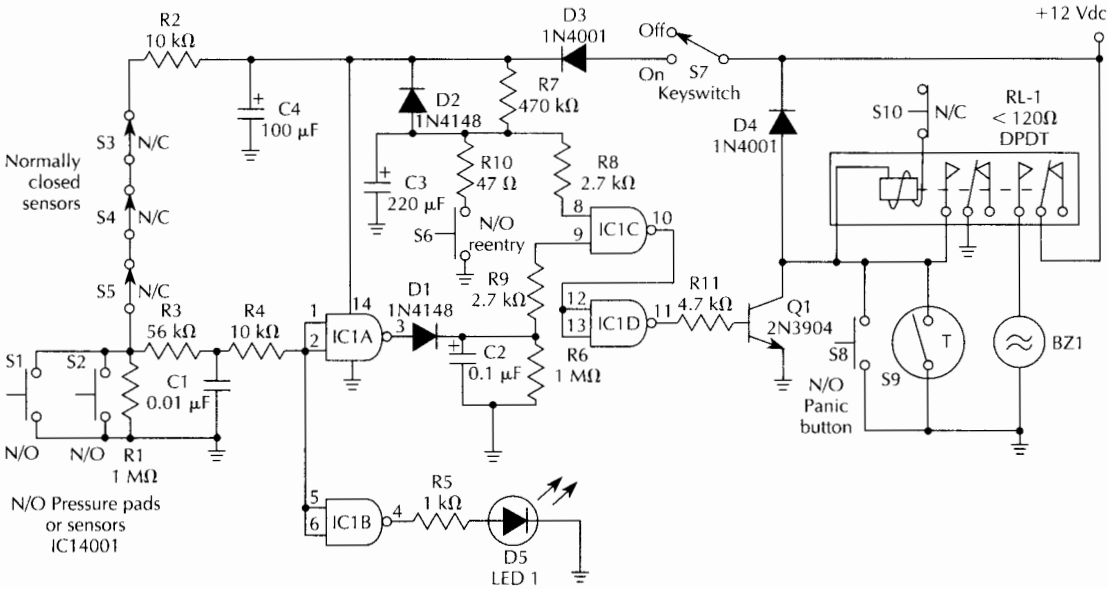 +12 Vdc
R2
10 kΩ
D3
1N4001
Off
On
S7
Keyswitch
R7
470 kΩ
D2
1N4148
+
C4
100 µF
D4
1N4001
S10
N/C
RL-1
< 120Ω
DPDT
S3
N/C
Normally
closed
sensors
S4
N/C
S5
N/C
+
C3
220 µF
R10
47 Ω
R8
2.7 kΩ
S6
N/O
reentry
8
9
IC1C
10
R9
2.7 kΩ
R3
56 kΩ
R4
10 kΩ
1
2
14
IC1A
3
D1
1N4148
12
13
IC1D
11
R11
4.7 kΩ
Q1
2N3904
S1
S2
C1
0.01 µF
+
C2
0.1 µF
R6
1 MΩ
S8
S9
T
BZ1
N/O
Panic
button
N/O
N/O
R1
1 MΩ
N/O Pressure pads
or sensors
IC14001
5
6
IC1B
4
R5
1 kΩ
D5
LED 1